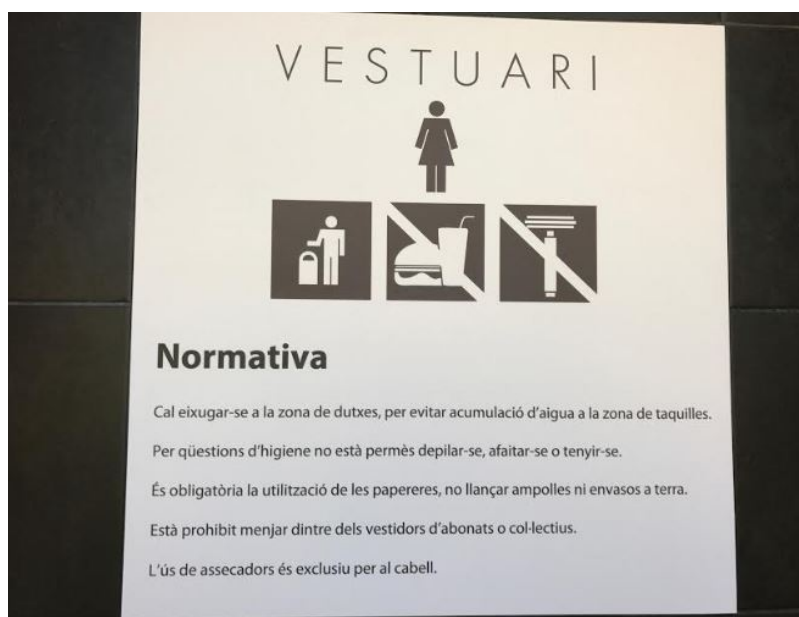 VESTUARI
Normativa
Cal eixugar-se a la zona de dutxes, per evitar acumulació d'aigua a la zona de taquilles.
Per qüestions d'higiene no està permès depilar-se, afaitar-se o tenyir-se.
És obligatòria la utilització de les papereres, no llançar ampolles ni envasos a terra.
Està prohibit menjar dintre dels vestidors d'abonats o col·lectius.
L'ús de assecadors és exclusiu per al cabell.